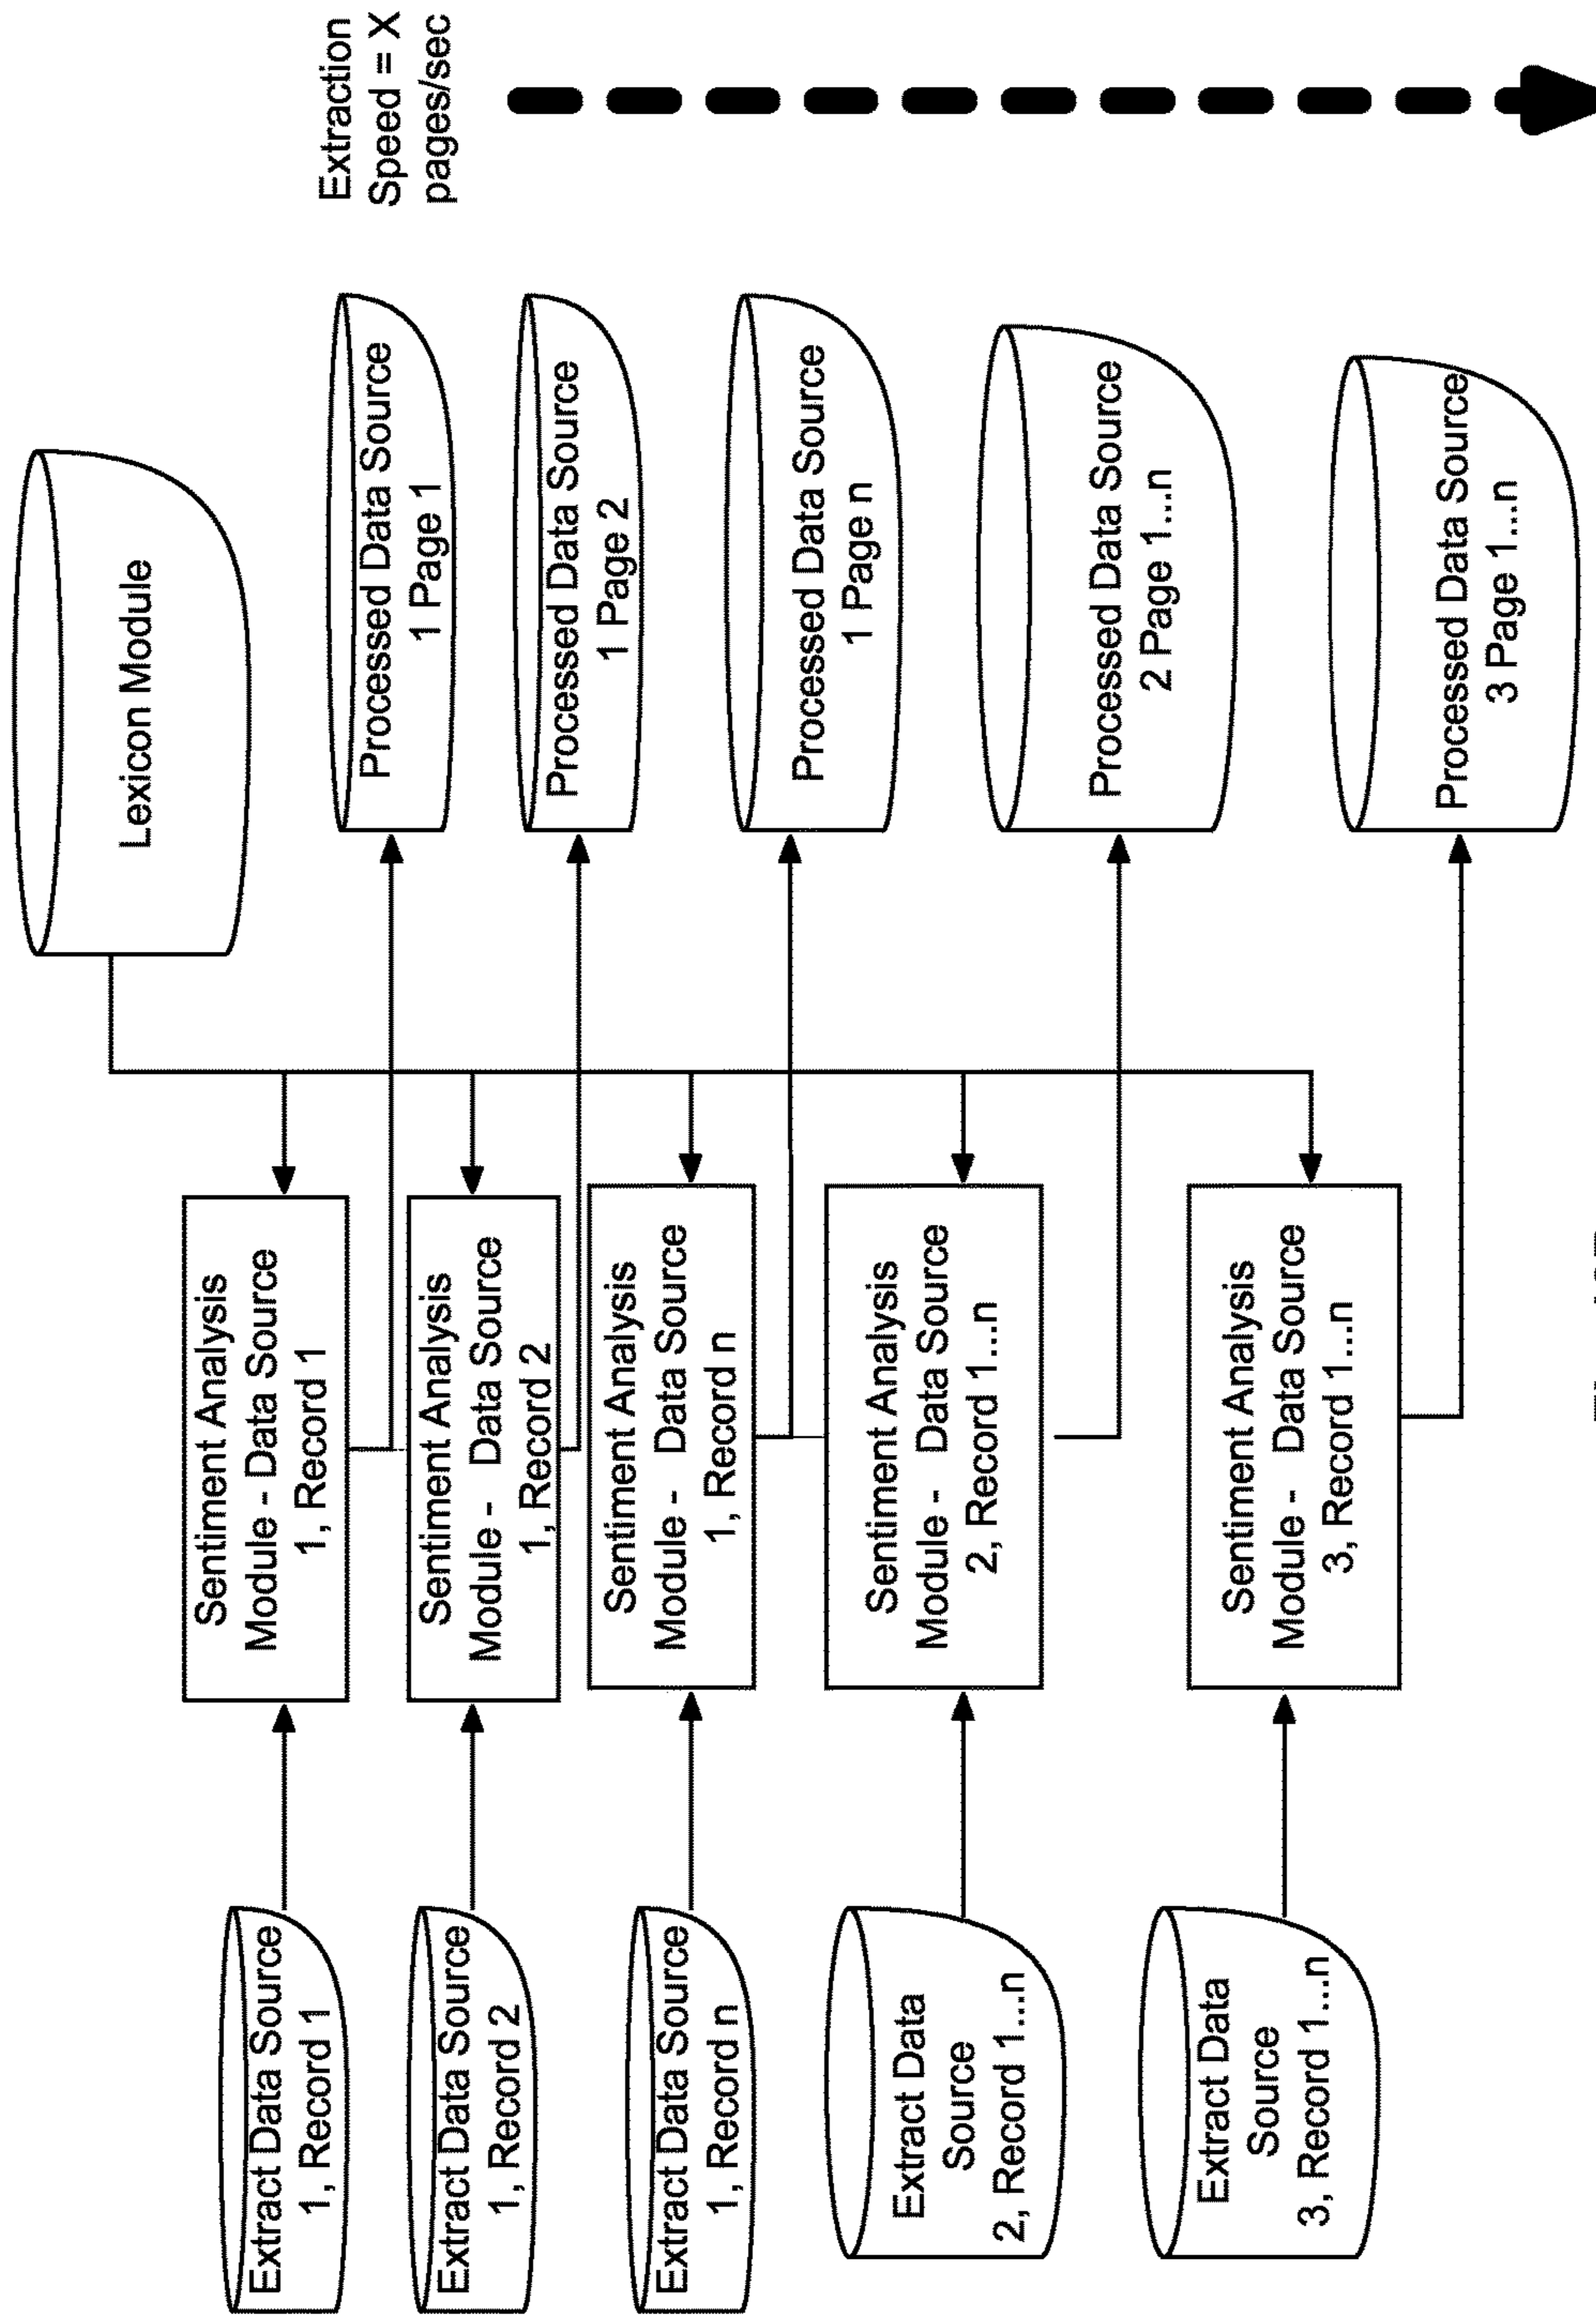 Lexicon Module
Extraction
Speed = X
pages/sec
Extract Data Source
1, Record 1
Sentiment Analysis
Module - Data Source
1, Record 1
Processed Data Source
1 Page 1
Extract Data Source
1, Record 2
Sentiment Analysis
Module - Data Source
1, Record 2
Processed Data Source
1 Page 2
Extract Data Source
1, Record n
Sentiment Analysis
Module - Data Source
1, Record n
Processed Data Source
1 Page n
Extract Data
Source
2, Record 1...n
Sentiment Analysis
Module - Data Source
2, Record 1...n
Processed Data Source
2 Page 1...n
Extract Data
Source
3, Record 1...n
Sentiment Analysis
Module - Data Source
3, Record 1...n
Processed Data Source
3 Page 1...n